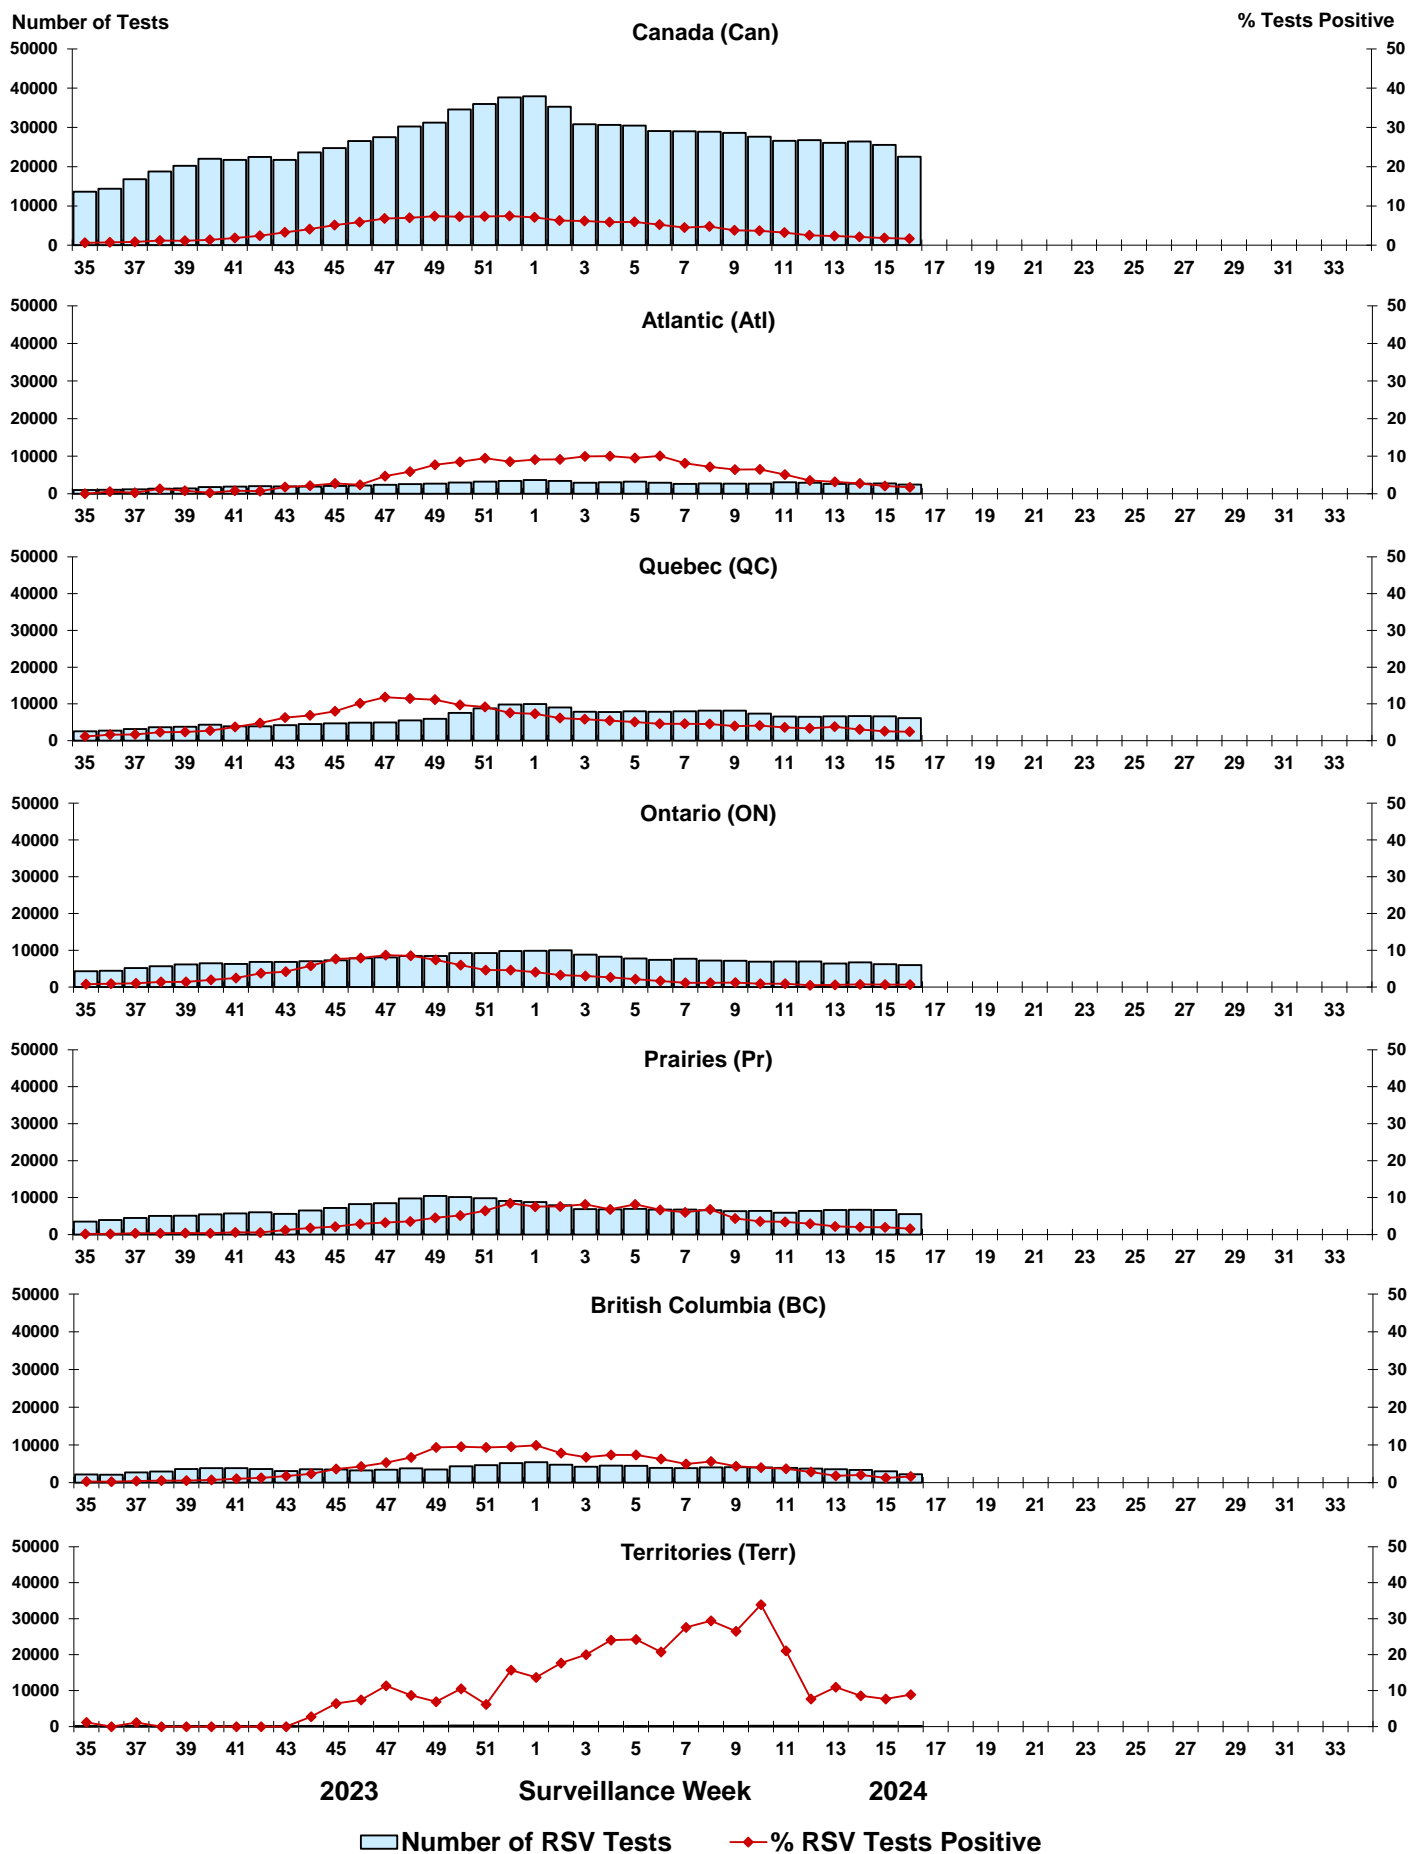 Number of Tests
% Tests Positive
Canada (Can)
50000 50
40000 40
30000 30
20000 20
10000 10
0 0
35 37 39 41 43 45 47 49 51 1 3 5 7 9 11 13 15 17 19 21 23 25 27 29 31 33
Atlantic (Atl)
50000 50
40000 40
30000 30
20000 20
10000 10
0 0
35 37 39 41 43 45 47 49 51 1 3 5 7 9 11 13 15 17 19 21 23 25 27 29 31 33
Quebec (QC)
50000 50
40000 40
30000 30
20000 20
10000 10
0 0
35 37 39 41 43 45 47 49 51 1 3 5 7 9 11 13 15 17 19 21 23 25 27 29 31 33
Ontario (ON)
50000 50
40000 40
30000 30
20000 20
10000 10
0 0
35 37 39 41 43 45 47 49 51 1 3 5 7 9 11 13 15 17 19 21 23 25 27 29 31 33
Prairies (Pr)
50000 50
40000 40
30000 30
20000 20
10000 10
0 0
35 37 39 41 43 45 47 49 51 1 3 5 7 9 11 13 15 17 19 21 23 25 27 29 31 33
British Columbia (BC)
50000 50
40000 40
30000 30
20000 20
10000 10
0 0
35 37 39 41 43 45 47 49 51 1 3 5 7 9 11 13 15 17 19 21 23 25 27 29 31 33
Territories (Terr)
50000 50
40000 40
30000 30
20000 20
10000 10
0 0
35 37 39 41 43 45 47 49 51 1 3 5 7 9 11 13 15 17 19 21 23 25 27 29 31 33
2023 Surveillance Week 2024
Number of RSV Tests % RSV Tests Positive